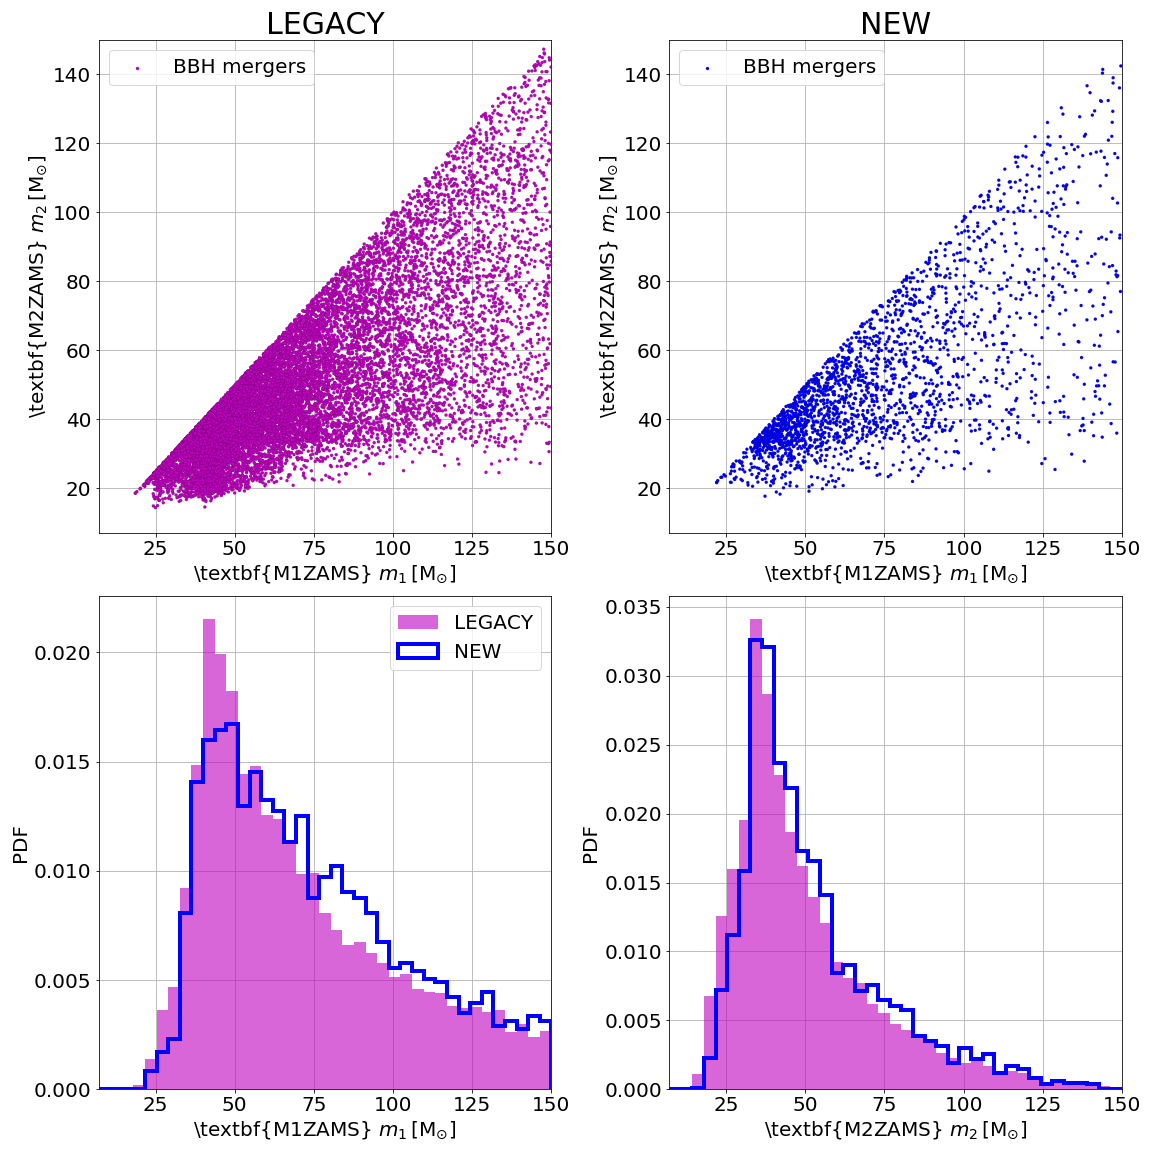 LEGACY
NEW
BBH mergers
BBH mergers
\textbf{M2ZAMS} m₂ [M⊙]
140
120
100
80
60
40
20
25 50 75 100 125 150
\textbf{M1ZAMS} m₁ [M⊙]
\textbf{M2ZAMS} m₂ [M⊙]
140
120
100
80
60
40
20
25 50 75 100 125 150
\textbf{M1ZAMS} m₁ [M⊙]
LEGACY
NEW
PDF
0.020
0.015
0.010
0.005
0.000
25 50 75 100 125 150
\textbf{M1ZAMS} m₁ [M⊙]
PDF
0.035
0.030
0.025
0.020
0.015
0.010
0.005
0.000
25 50 75 100 125 150
\textbf{M2ZAMS} m₂ [M⊙]